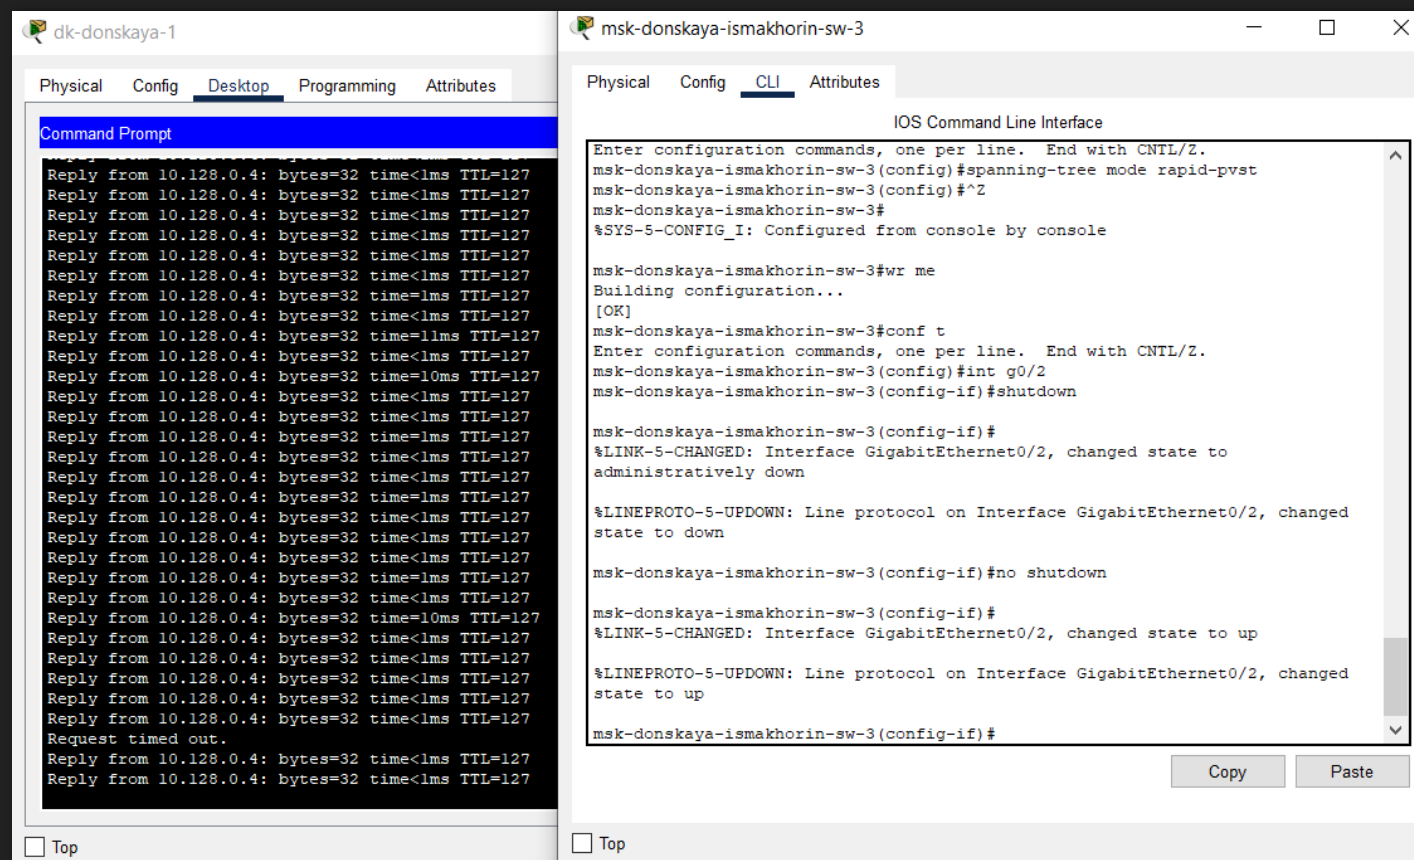 dk-donskaya-1
Physical Config Desktop Programming Attributes
Command Prompt
Reply from 10.128.0.4: bytes=32 time<1ms TTL=127
Reply from 10.128.0.4: bytes=32 time<1ms TTL=127
Reply from 10.128.0.4: bytes=32 time<1ms TTL=127
Reply from 10.128.0.4: bytes=32 time<1ms TTL=127
Reply from 10.128.0.4: bytes=32 time<1ms TTL=127
Reply from 10.128.0.4: bytes=32 time<1ms TTL=127
Reply from 10.128.0.4: bytes=32 time=1ms TTL=127
Reply from 10.128.0.4: bytes=32 time<1ms TTL=127
Reply from 10.128.0.4: bytes=32 time=11ms TTL=127
Reply from 10.128.0.4: bytes=32 time<1ms TTL=127
Reply from 10.128.0.4: bytes=32 time=10ms TTL=127
Reply from 10.128.0.4: bytes=32 time<1ms TTL=127
Reply from 10.128.0.4: bytes=32 time<1ms TTL=127
Reply from 10.128.0.4: bytes=32 time=1ms TTL=127
Reply from 10.128.0.4: bytes=32 time<1ms TTL=127
Reply from 10.128.0.4: bytes=32 time<1ms TTL=127
Reply from 10.128.0.4: bytes=32 time=1ms TTL=127
Reply from 10.128.0.4: bytes=32 time<1ms TTL=127
Reply from 10.128.0.4: bytes=32 time<1ms TTL=127
Reply from 10.128.0.4: bytes=32 time<1ms TTL=127
Reply from 10.128.0.4: bytes=32 time=1ms TTL=127
Reply from 10.128.0.4: bytes=32 time<1ms TTL=127
Reply from 10.128.0.4: bytes=32 time=10ms TTL=127
Reply from 10.128.0.4: bytes=32 time<1ms TTL=127
Reply from 10.128.0.4: bytes=32 time<1ms TTL=127
Reply from 10.128.0.4: bytes=32 time<1ms TTL=127
Reply from 10.128.0.4: bytes=32 time<1ms TTL=127
Reply from 10.128.0.4: bytes=32 time<1ms TTL=127
Request timed out.
Reply from 10.128.0.4: bytes=32 time<1ms TTL=127
Reply from 10.128.0.4: bytes=32 time<1ms TTL=127
Top
msk-donskaya-ismakhorin-sw-3
Physical Config CLI Attributes
IOS Command Line Interface
Enter configuration commands, one per line.  End with CNTL/Z.
msk-donskaya-ismakhorin-sw-3(config)#spanning-tree mode rapid-pvst
msk-donskaya-ismakhorin-sw-3(config)#^Z
msk-donskaya-ismakhorin-sw-3#
%SYS-5-CONFIG_I: Configured from console by console
msk-donskaya-ismakhorin-sw-3#wr me
Building configuration...
[OK]
msk-donskaya-ismakhorin-sw-3#conf t
Enter configuration commands, one per line.  End with CNTL/Z.
msk-donskaya-ismakhorin-sw-3(config)#int g0/2
msk-donskaya-ismakhorin-sw-3(config-if)#shutdown
msk-donskaya-ismakhorin-sw-3(config-if)#
%LINK-5-CHANGED: Interface GigabitEthernet0/2, changed state to
administratively down
%LINEPROTO-5-UPDOWN: Line protocol on Interface GigabitEthernet0/2, changed
state to down
msk-donskaya-ismakhorin-sw-3(config-if)#no shutdown
msk-donskaya-ismakhorin-sw-3(config-if)#
%LINK-5-CHANGED: Interface GigabitEthernet0/2, changed state to up
%LINEPROTO-5-UPDOWN: Line protocol on Interface GigabitEthernet0/2, changed
state to up
msk-donskaya-ismakhorin-sw-3(config-if)#
Copy Paste
Top